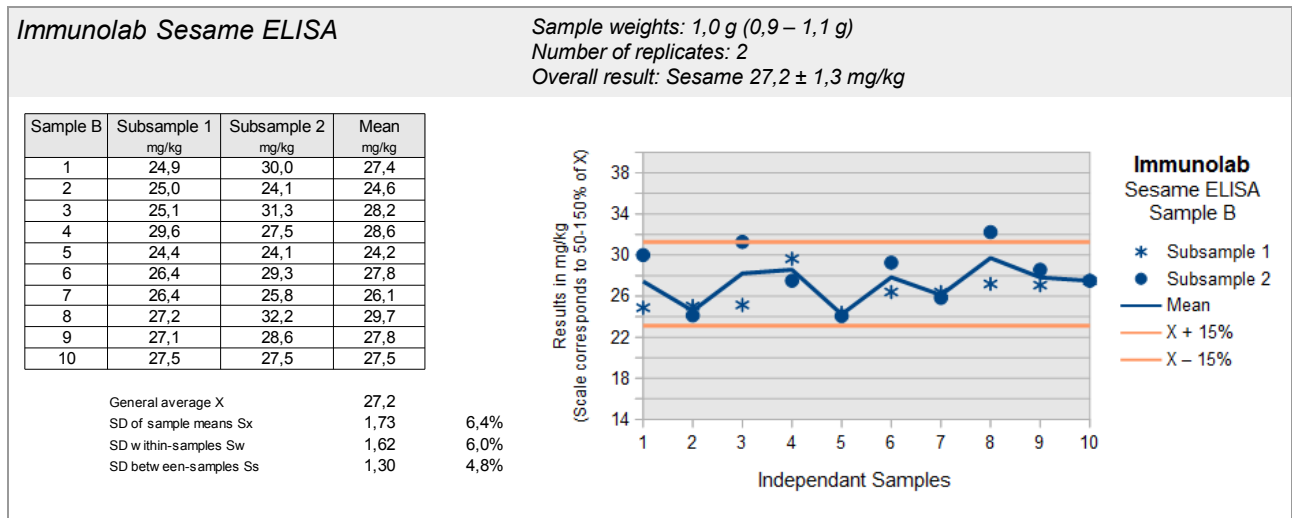 Immunolab Sesame ELISA
Sample weights: 1,0 g (0,9 – 1,1 g)
Number of replicates: 2
Overall result: Sesame 27,2 ± 1,3 mg/kg
Sample B Subsample 1 Subsample 2 Mean
mg/kg mg/kg mg/kg
1 24,9 30,0 27,4
2 25,0 24,1 24,6
3 25,1 31,3 28,2
4 29,6 27,5 28,6
5 24,4 24,1 24,2
6 26,4 29,3 27,8
7 26,4 25,8 26,1
8 27,2 32,2 29,7
9 27,1 28,6 27,8
10 27,5 27,5 27,5
General average X 27,2
SD of sample means Sx 1,73 6,4%
SD within-samples Sw 1,62 6,0%
SD between-samples Ss 1,30 4,8%
Results in mg/kg
(Scale corresponds to 50-150% of X)
38
34
30
26
22
18
14
1 2 3 4 5 6 7 8 9 10
Independant Samples
Immunolab
Sesame ELISA
Sample B
Subsample 1
Subsample 2
Mean
X + 15%
X – 15%